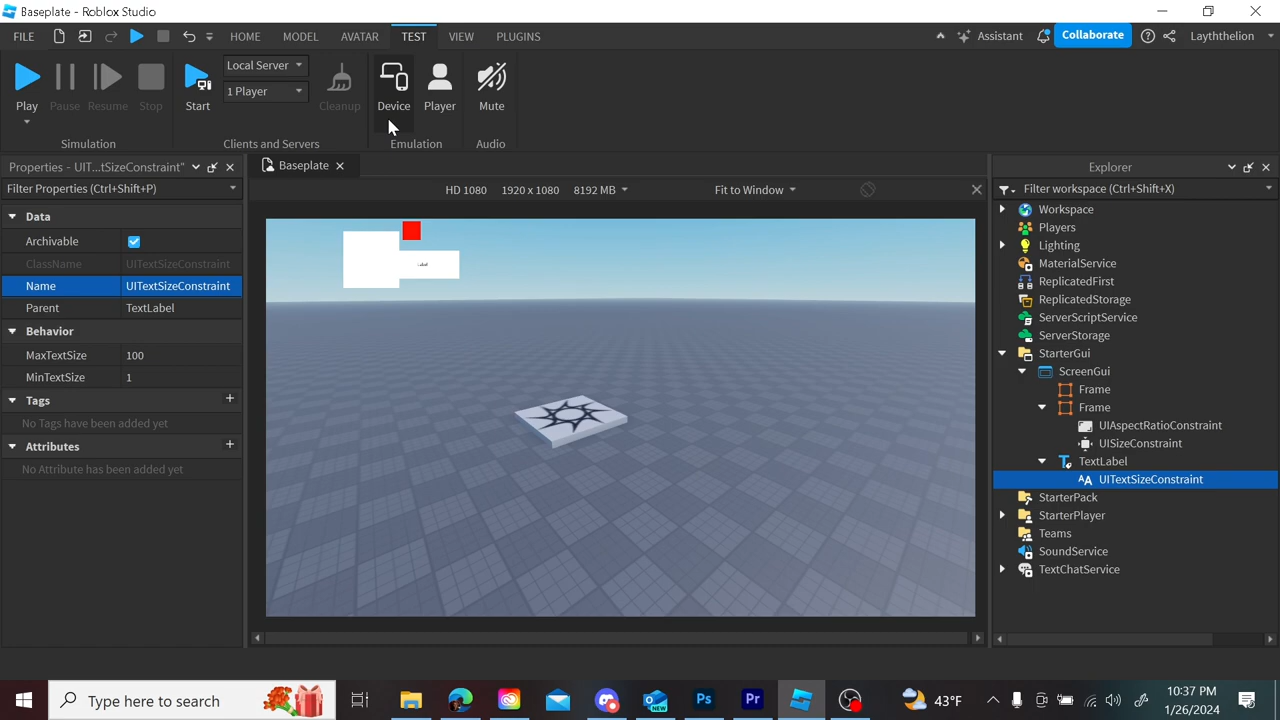 Baseplate - Roblox Studio
FILE HOME MODEL AVATAR TEST VIEW PLUGINS Assistant Collaborate Layththelion
Play Pause Resume Stop
Simulation
Local Server
1 Player
Start Cleanup
Clients and Servers
Device Player
Emulation
Mute
Audio
Properties - UIT...tSizeConstraint"
Filter Properties (Ctrl+Shift+P)
Data
Archivable
ClassName UITextSizeConstraint
Name UITextSizeConstraint
Parent TextLabel
Behavior
MaxTextSize 100
MinTextSize 1
Tags
No Tags have been added yet
Attributes
No Attribute has been added yet
Baseplate
HD 1080 1920 x 1080 8192 MB Fit to Window
Label
Explorer
Filter workspace (Ctrl+Shift+X)
Workspace
Players
Lighting
MaterialService
ReplicatedFirst
ReplicatedStorage
ServerScriptService
ServerStorage
StarterGui
ScreenGui
Frame
Frame
UIAspectRatioConstraint
UISizeConstraint
TextLabel
UITextSizeConstraint
StarterPack
StarterPlayer
Teams
SoundService
TextChatService
Type here to search
NEW
Ps
Pr
43°F
10:37 PM
1/26/2024